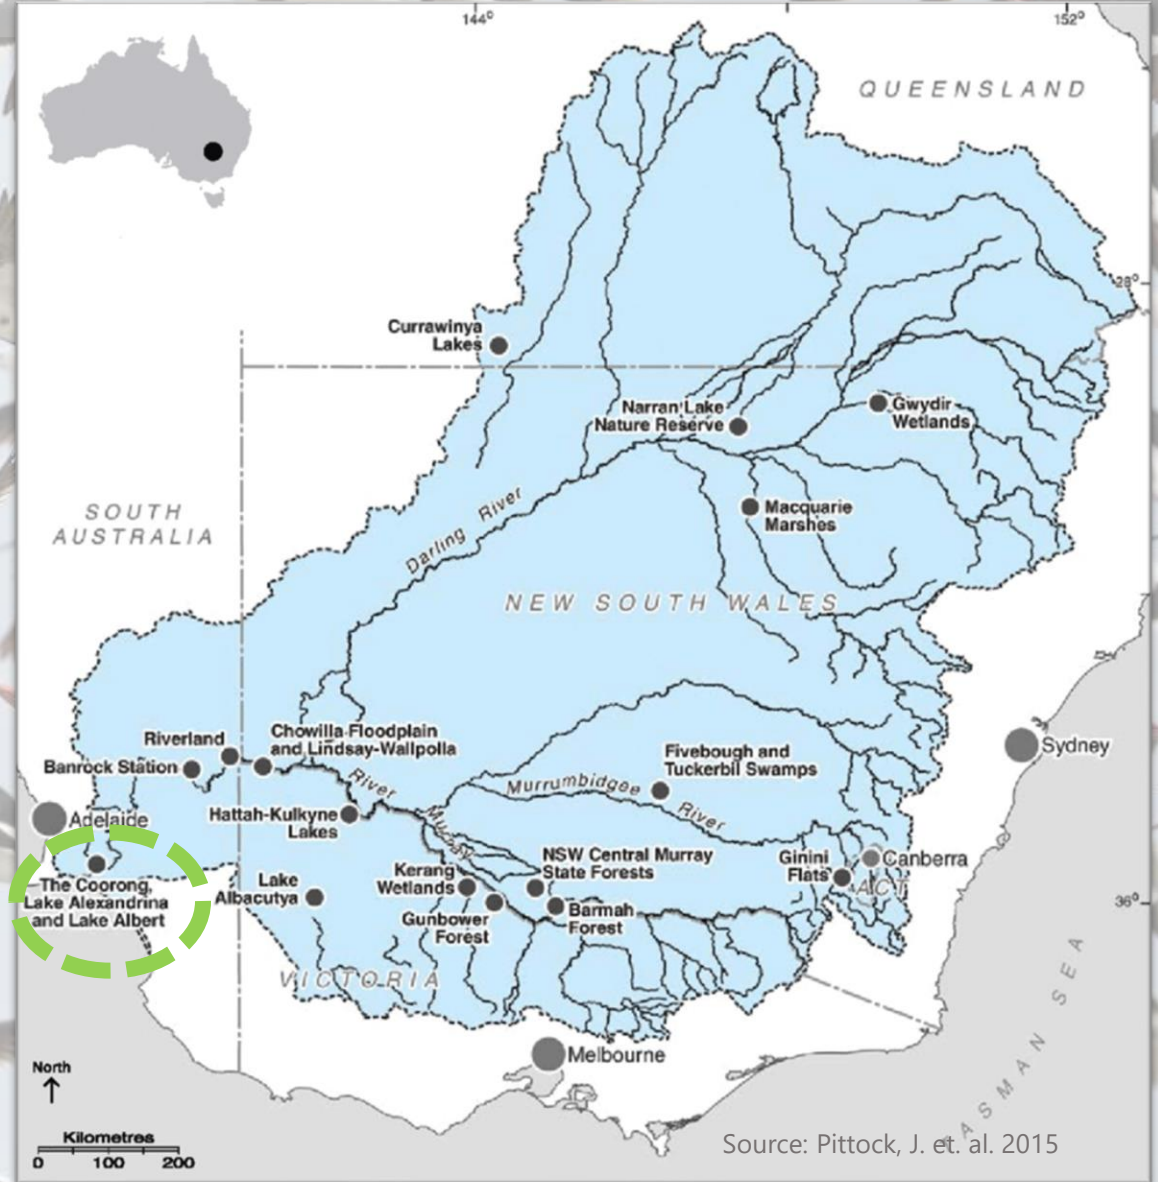 144°
152°
QUEENSLAND
28°
Currawinya
Lakes
Narran Lake
Nature Reserve
Gwydir
Wetlands
SOUTH
AUSTRALIA
Darling River
Macquarie
Marshes
NEW SOUTH WALES
Riverland
Chowilla Floodplain
and Lindsay-Wallpolla
Banrock Station
Fivebough and
Tuckerbil Swamps
Sydney
River Murray
Murrumbidgee River
Adelaide
Hattah-Kulkyne
Lakes
The Coorong,
Lake Alexandrina
and Lake Albert
Lake
Albacutya
Kerang
Wetlands
NSW Central Murray
State Forests
Ginini
Flats
Canberra
ACT
36°
Gunbower
Forest
Barmah
Forest
VICTORIA
Melbourne
TASMAN SEA
North
Kilometres
0 100 200
Source: Pittock, J. et. al. 2015